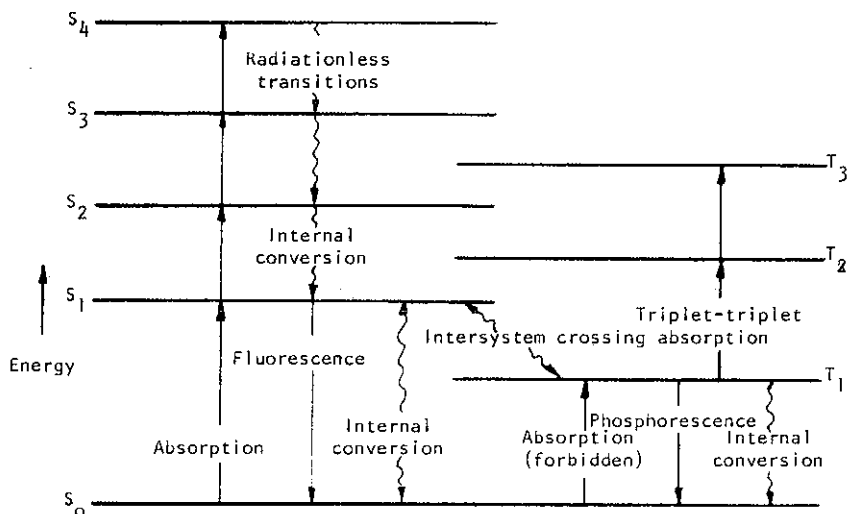 S4
Radiationless
transitions
S3
T3
S2
Internal
conversion
T2
S1
Triplet-triplet
Intersystem crossing absorption
Energy
Fluorescence
T1
Phosphorescence
Absorption
Internal
conversion
Absorption
(forbidden)
Internal
conversion
S0